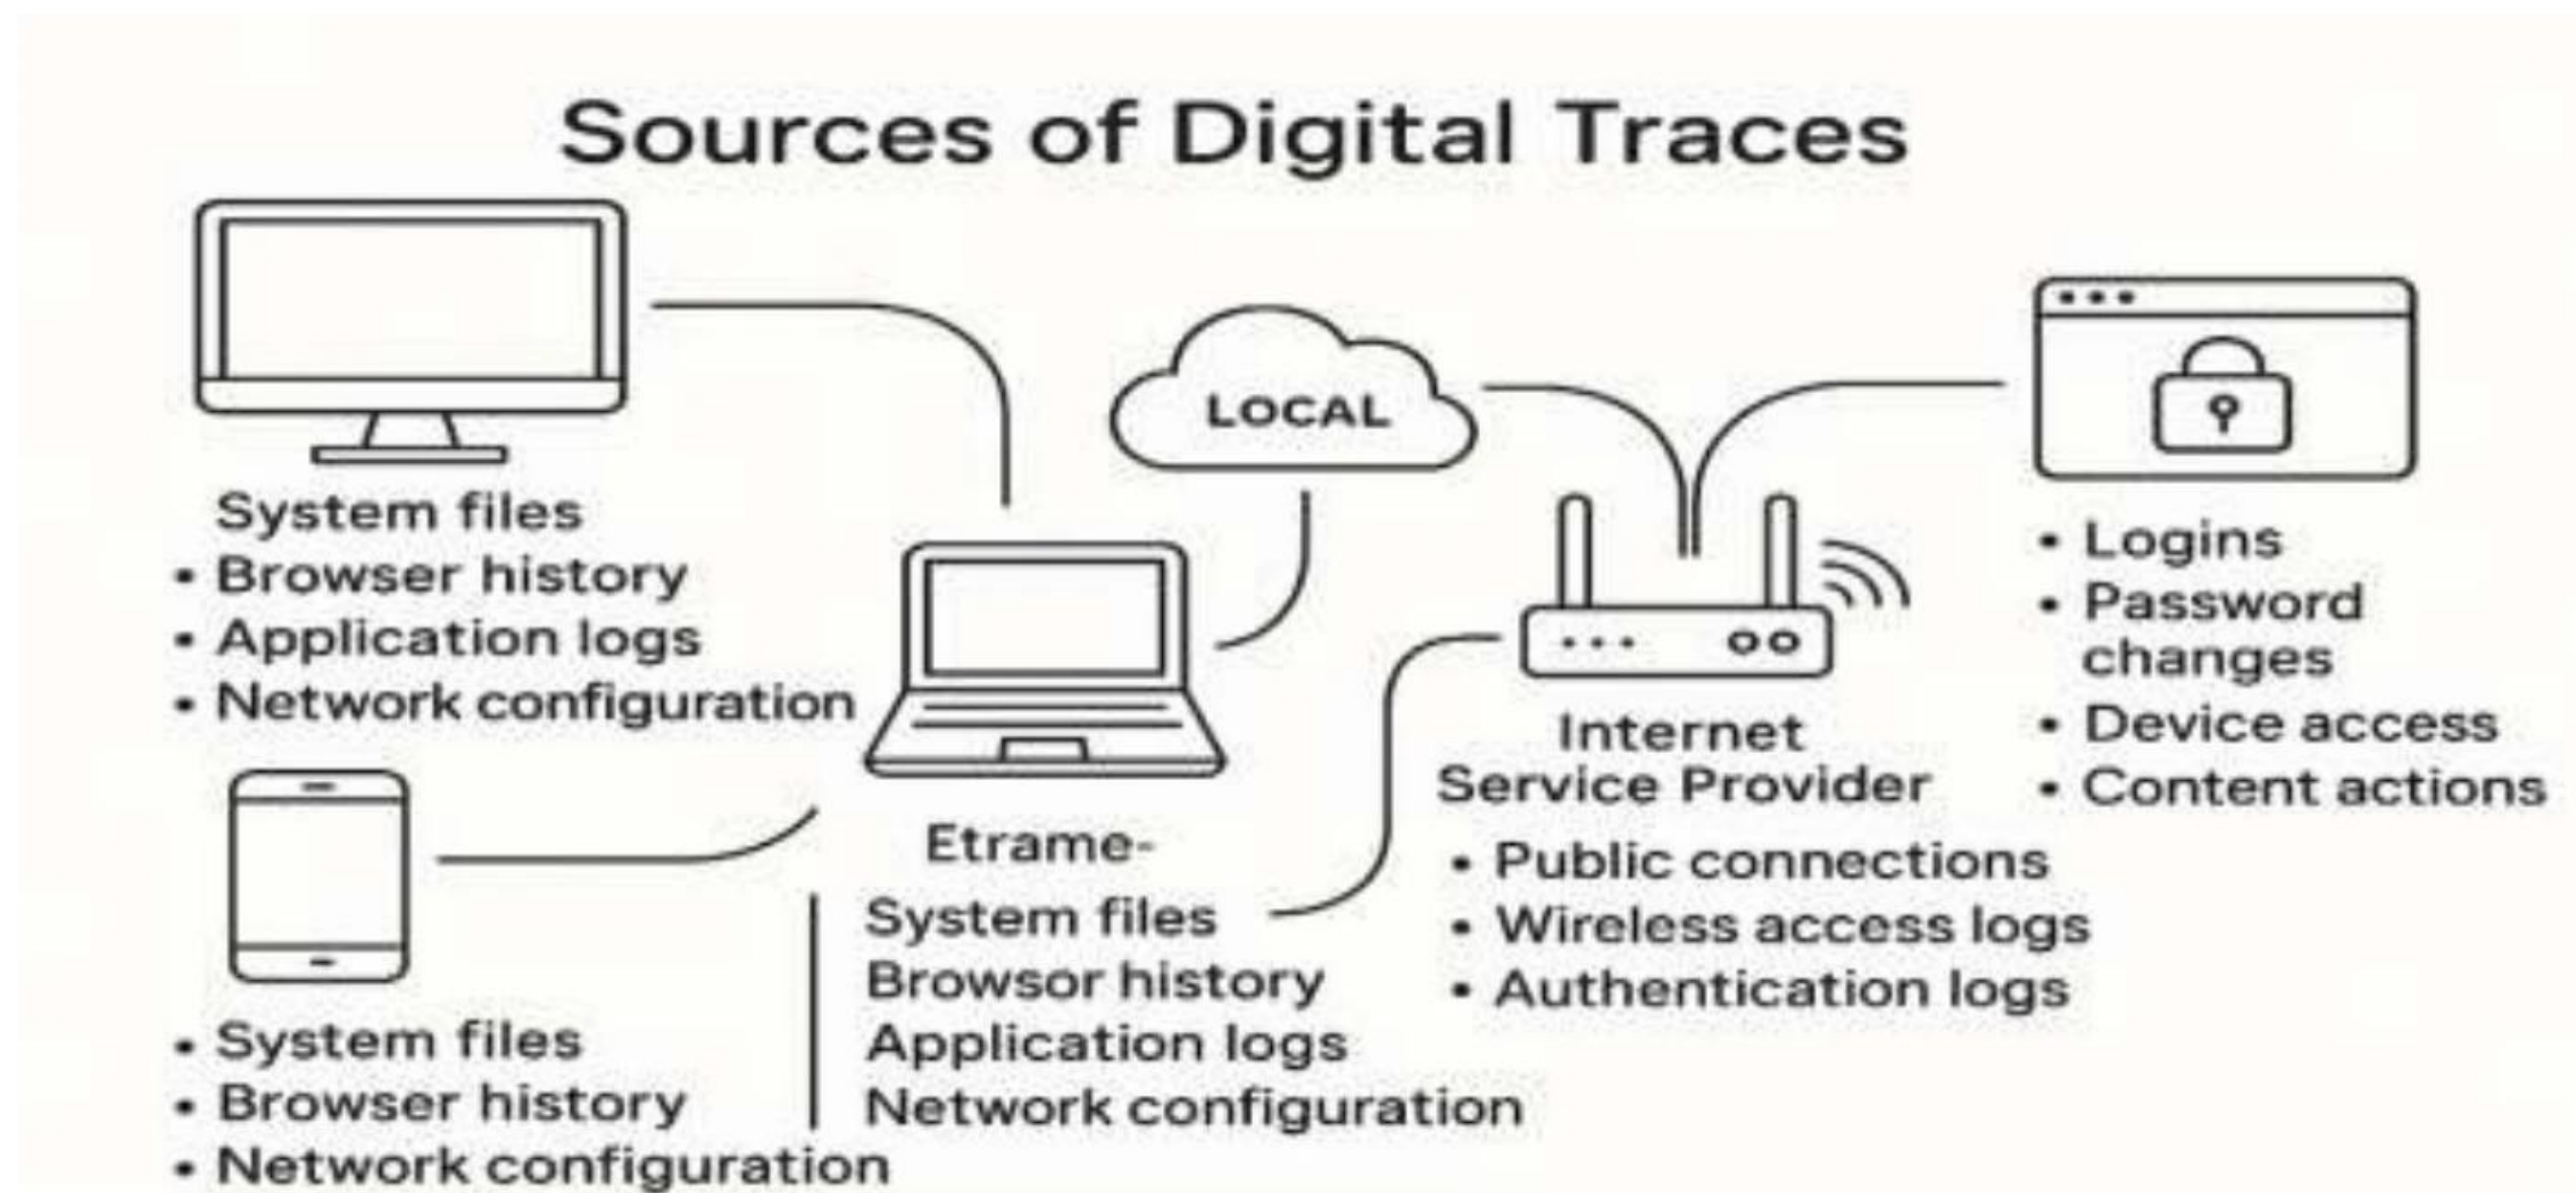 Sources of Digital Traces
System files
• Browser history
• Application logs
• Network configuration
• System files
• Browser history
• Network configuration
LOCAL
Etrame-
System files
Browsor history
Application logs
Network configuration
Internet
Service Provider
• Public connections
• Wireless access logs
• Authentication logs
• Logins
• Password
changes
• Device access
• Content actions